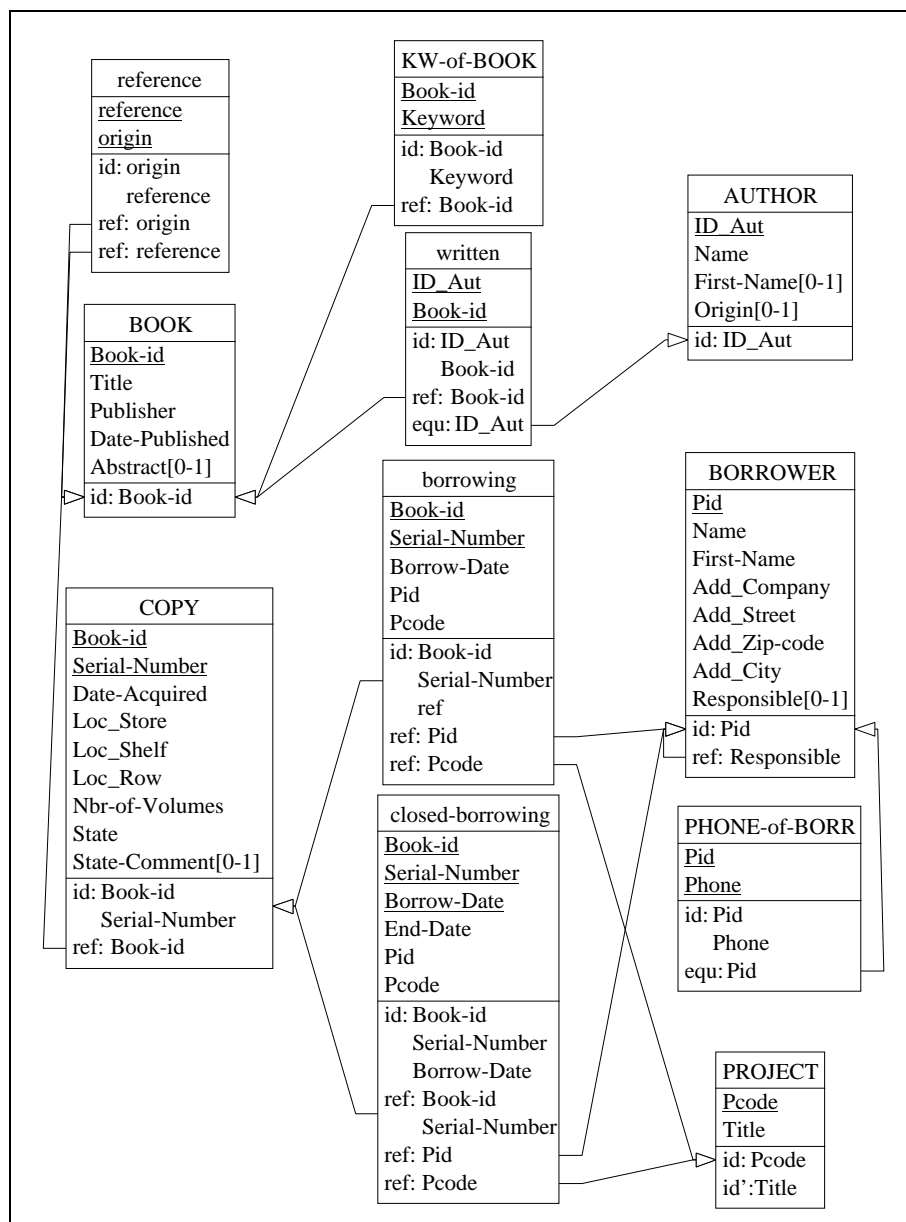 reference
reference
origin
id: origin
reference
ref: origin
ref: reference
KW-of-BOOK
Book-id
Keyword
id: Book-id
Keyword
ref: Book-id
AUTHOR
ID_Aut
Name
First-Name[0-1]
Origin[0-1]
id: ID_Aut
written
ID_Aut
Book-id
id: ID_Aut
Book-id
ref: Book-id
equ: ID_Aut
BOOK
Book-id
Title
Publisher
Date-Published
Abstract[0-1]
id: Book-id
borrowing
Book-id
Serial-Number
Borrow-Date
Pid
Pcode
id: Book-id
Serial-Number
ref
ref: Pid
ref: Pcode
BORROWER
Pid
Name
First-Name
Add_Company
Add_Street
Add_Zip-code
Add_City
Responsible[0-1]
id: Pid
ref: Responsible
COPY
Book-id
Serial-Number
Date-Acquired
Loc_Store
Loc_Shelf
Loc_Row
Nbr-of-Volumes
State
State-Comment[0-1]
id: Book-id
Serial-Number
ref: Book-id
closed-borrowing
Book-id
Serial-Number
Borrow-Date
End-Date
Pid
Pcode
id: Book-id
Serial-Number
Borrow-Date
ref: Book-id
Serial-Number
ref: Pid
ref: Pcode
PHONE-of-BORR
Pid
Phone
id: Pid
Phone
equ: Pid
PROJECT
Pcode
Title
id: Pcode
id':Title